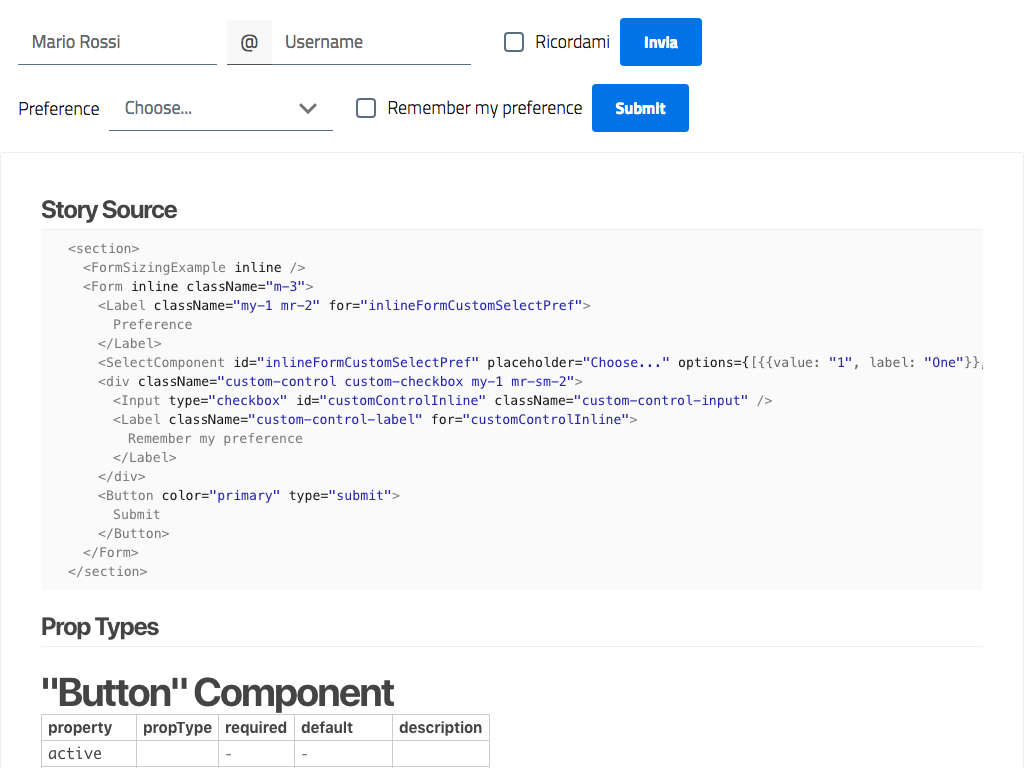 Mario Rossi @ Username Ricordami Invia
Preference Choose... Remember my preference Submit
Story Source
<section>
<FormSizingExample inline />
<Form inline className="m-3">
<Label className="my-1 mr-2" for="inlineFormCustomSelectPref">
Preference
</Label>
<SelectComponent id="inlineFormCustomSelectPref" placeholder="Choose..." options={[{{value: "1", label: "One"}},
<div className="custom-control custom-checkbox my-1 mr-sm-2">
<Input type="checkbox" id="customControlInline" className="custom-control-input" />
<Label className="custom-control-label" for="customControlInline">
Remember my preference
</Label>
</div>
<Button color="primary" type="submit">
Submit
</Button>
</Form>
</section>
Prop Types
"Button" Component
property propType required default description
active - -